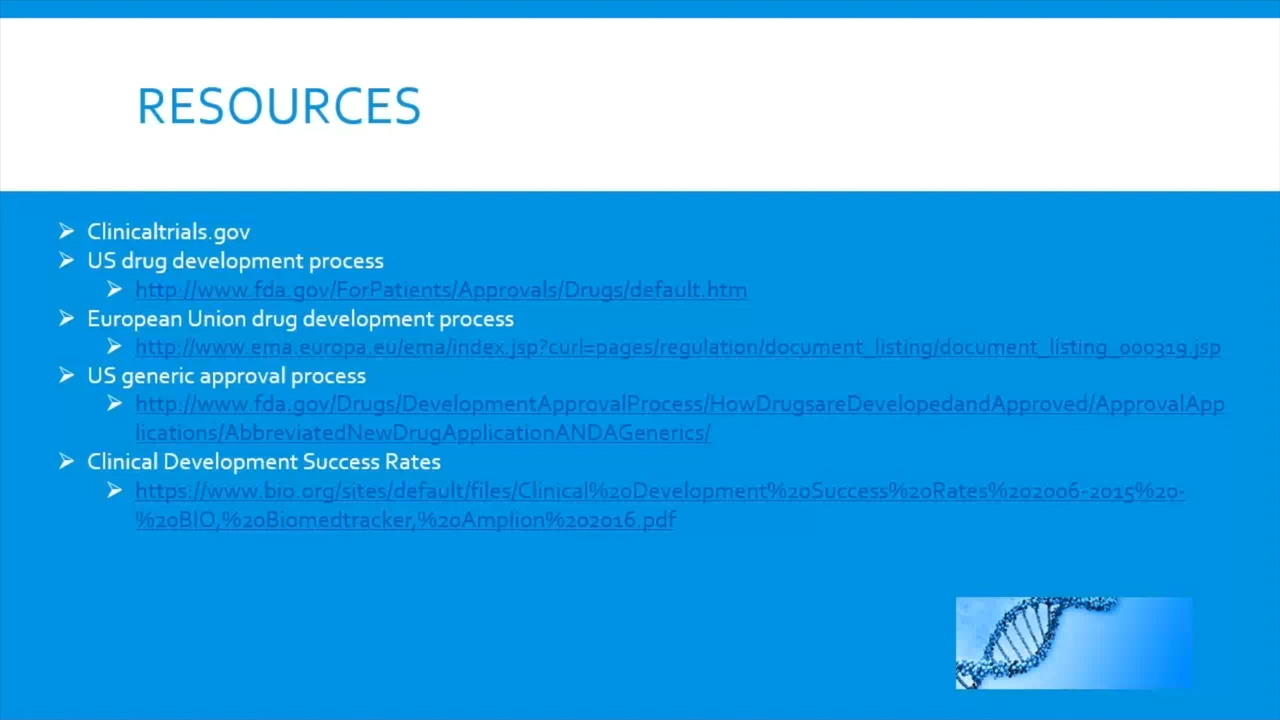 RESOURCES
Clinicaltrials.gov
US drug development process
http://www.fda.gov/ForPatients/Approvals/Drugs/default.htm
European Union drug development process
http://www.ema.europa.eu/ema/index.jsp?curl=pages/regulation/document_listing/document_listing_000319.jsp
US generic approval process
http://www.fda.gov/Drugs/DevelopmentApprovalProcess/HowDrugsareDevelopedandApproved/ApprovalApp
lications/AbbreviatedNewDrugApplicationANDAGenerics/
Clinical Development Success Rates
https://www.bio.org/sites/default/files/Clinical%20Development%20Success%20Rates%202006-2015%20-
%20BIO,%20Biomedtracker,%20Amplion%202016.pdf